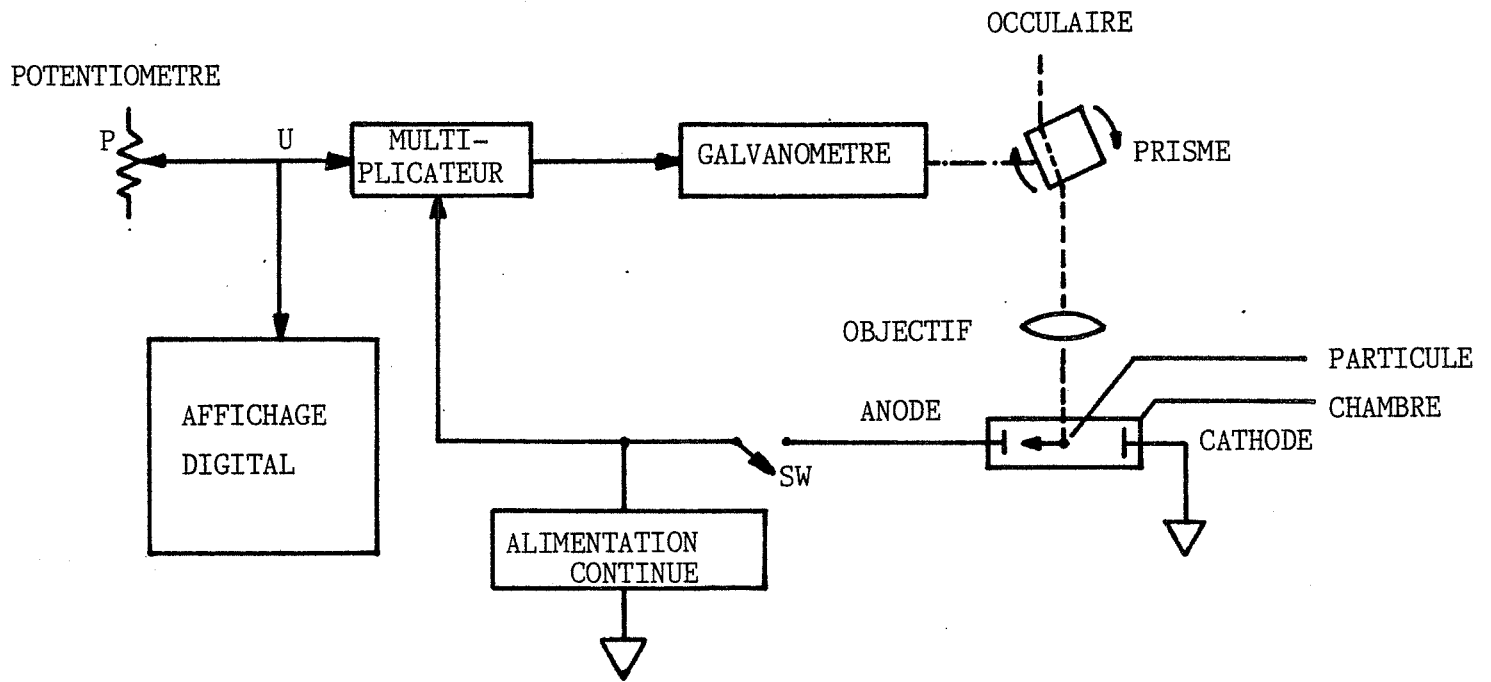 OCCULAIRE
POTENTIOMETRE
P
U
MULTI-
PLICATEUR
GALVANOMETRE
PRISME
OBJECTIF
PARTICULE
ANODE
CHAMBRE
CATHODE
AFFICHAGE
DIGITAL
SW
ALIMENTATION
CONTINUE